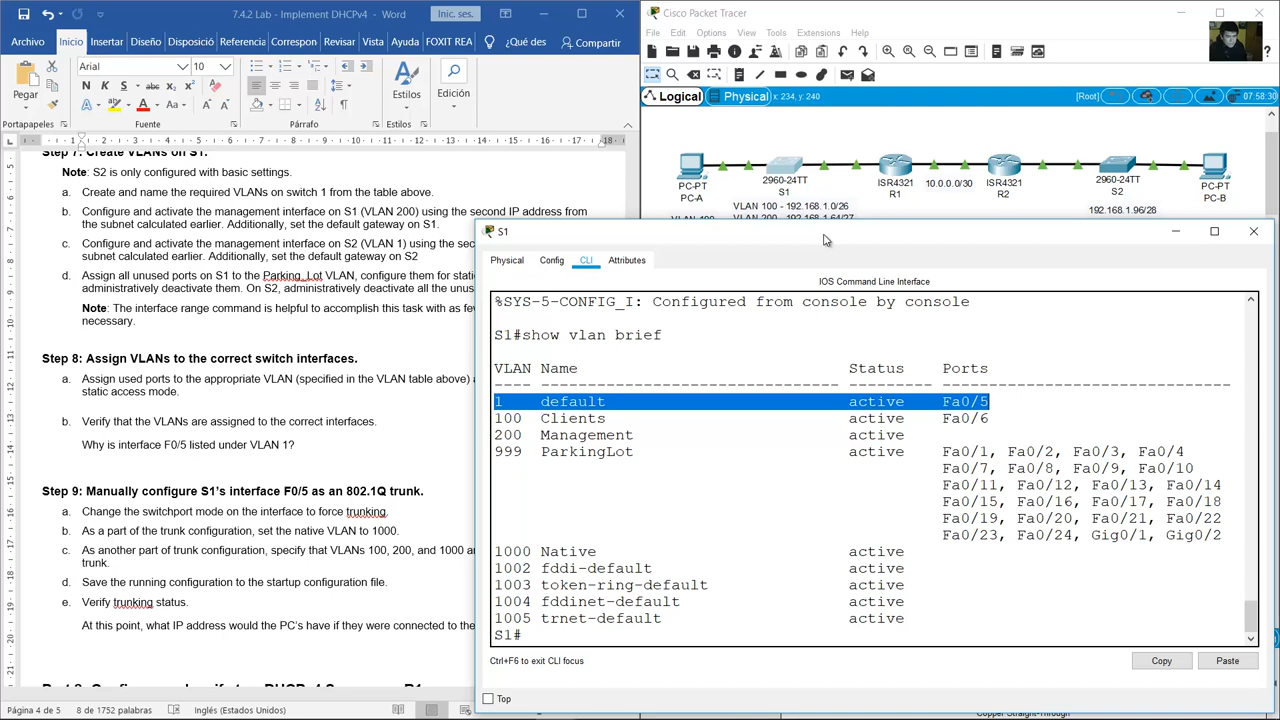 7.4.2 Lab - Implement DHCPv4 - Word
Inic. ses.
Archivo Inicio Insertar Diseño Disposició Referencia Correspon Revisar Vista Ayuda FOXIT REA ¿Qué des Compartir
Pegar
Arial 10
N K S
Estilos
Edición
Portapapeles
Fuente
Párrafo
Estilos
Step 7: Create VLANs on S1.
Note: S2 is only configured with basic settings.
a. Create and name the required VLANs on switch 1 from the table above.
b. Configure and activate the management interface on S1 (VLAN 200) using the second IP address from
the subnet calculated earlier. Additionally, set the default gateway on S1.
c. Configure and activate the management interface on S2 (VLAN 1) using the sec
subnet calculated earlier. Additionally, set the default gateway on S2
d. Assign all unused ports on S1 to the Parking_Lot VLAN, configure them for stati
administratively deactivate them. On S2, administratively deactivate all the unus
Note: The interface range command is helpful to accomplish this task with as few
necessary.
Step 8: Assign VLANs to the correct switch interfaces.
a. Assign used ports to the appropriate VLAN (specified in the VLAN table above) a
static access mode.
b. Verify that the VLANs are assigned to the correct interfaces.
Why is interface F0/5 listed under VLAN 1?
Step 9: Manually configure S1's interface F0/5 as an 802.1Q trunk.
a. Change the switchport mode on the interface to force trunking.
b. As a part of the trunk configuration, set the native VLAN to 1000.
c. As another part of trunk configuration, specify that VLANs 100, 200, and 1000 a
trunk.
d. Save the running configuration to the startup configuration file.
e. Verify trunking status.
At this point, what IP address would the PC's have if they were connected to the
Página 4 de 5 8 de 1752 palabras Inglés (Estados Unidos)
Cisco Packet Tracer
File Edit Options View Tools Extensions Help
Logical Physical x: 234, y: 240 [Root] 07:58:30
PC-PT
PC-A
2960-24TT
S1
ISR4321
R1
10.0.0.0/30
ISR4321
R2
2960-24TT
S2
PC-PT
PC-B
VLAN 100 - 192.168.1.0/26
VLAN 200 - 192.168.1.64/27
192.168.1.96/28
S1
Physical Config CLI Attributes
IOS Command Line Interface
%SYS-5-CONFIG_I: Configured from console by console
S1#show vlan brief
VLAN Name Status Ports
---- -------------------------------- --------- -------------------------------
1 default active Fa0/5
100 Clients active Fa0/6
200 Management active
999 ParkingLot active Fa0/1, Fa0/2, Fa0/3, Fa0/4
Fa0/7, Fa0/8, Fa0/9, Fa0/10
Fa0/11, Fa0/12, Fa0/13, Fa0/14
Fa0/15, Fa0/16, Fa0/17, Fa0/18
Fa0/19, Fa0/20, Fa0/21, Fa0/22
Fa0/23, Fa0/24, Gig0/1, Gig0/2
1000 Native active
1002 fddi-default active
1003 token-ring-default active
1004 fddinet-default active
1005 trnet-default active
S1#
Ctrl+F6 to exit CLI focus
Copy
Paste
Top
Copper Straight-Through